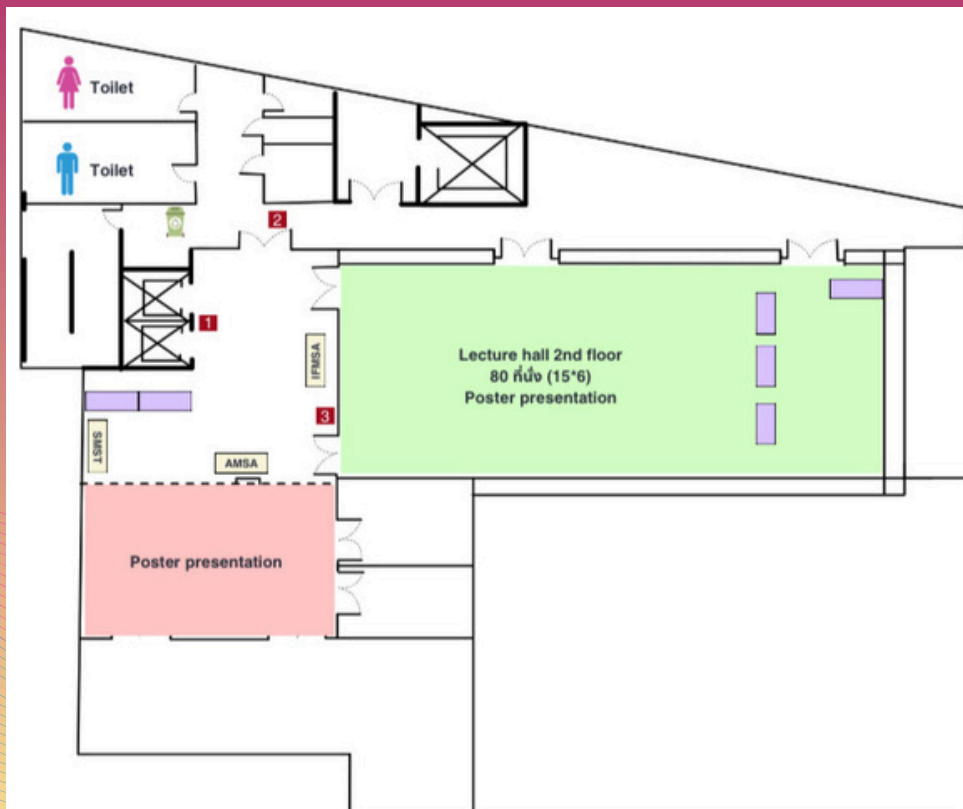 Toilet
Toilet
2
1
IFMSA
3
Lecture hall 2nd floor
80 ที่นั่ง (15*6)
Poster presentation
SMST
AMSA
Poster presentation